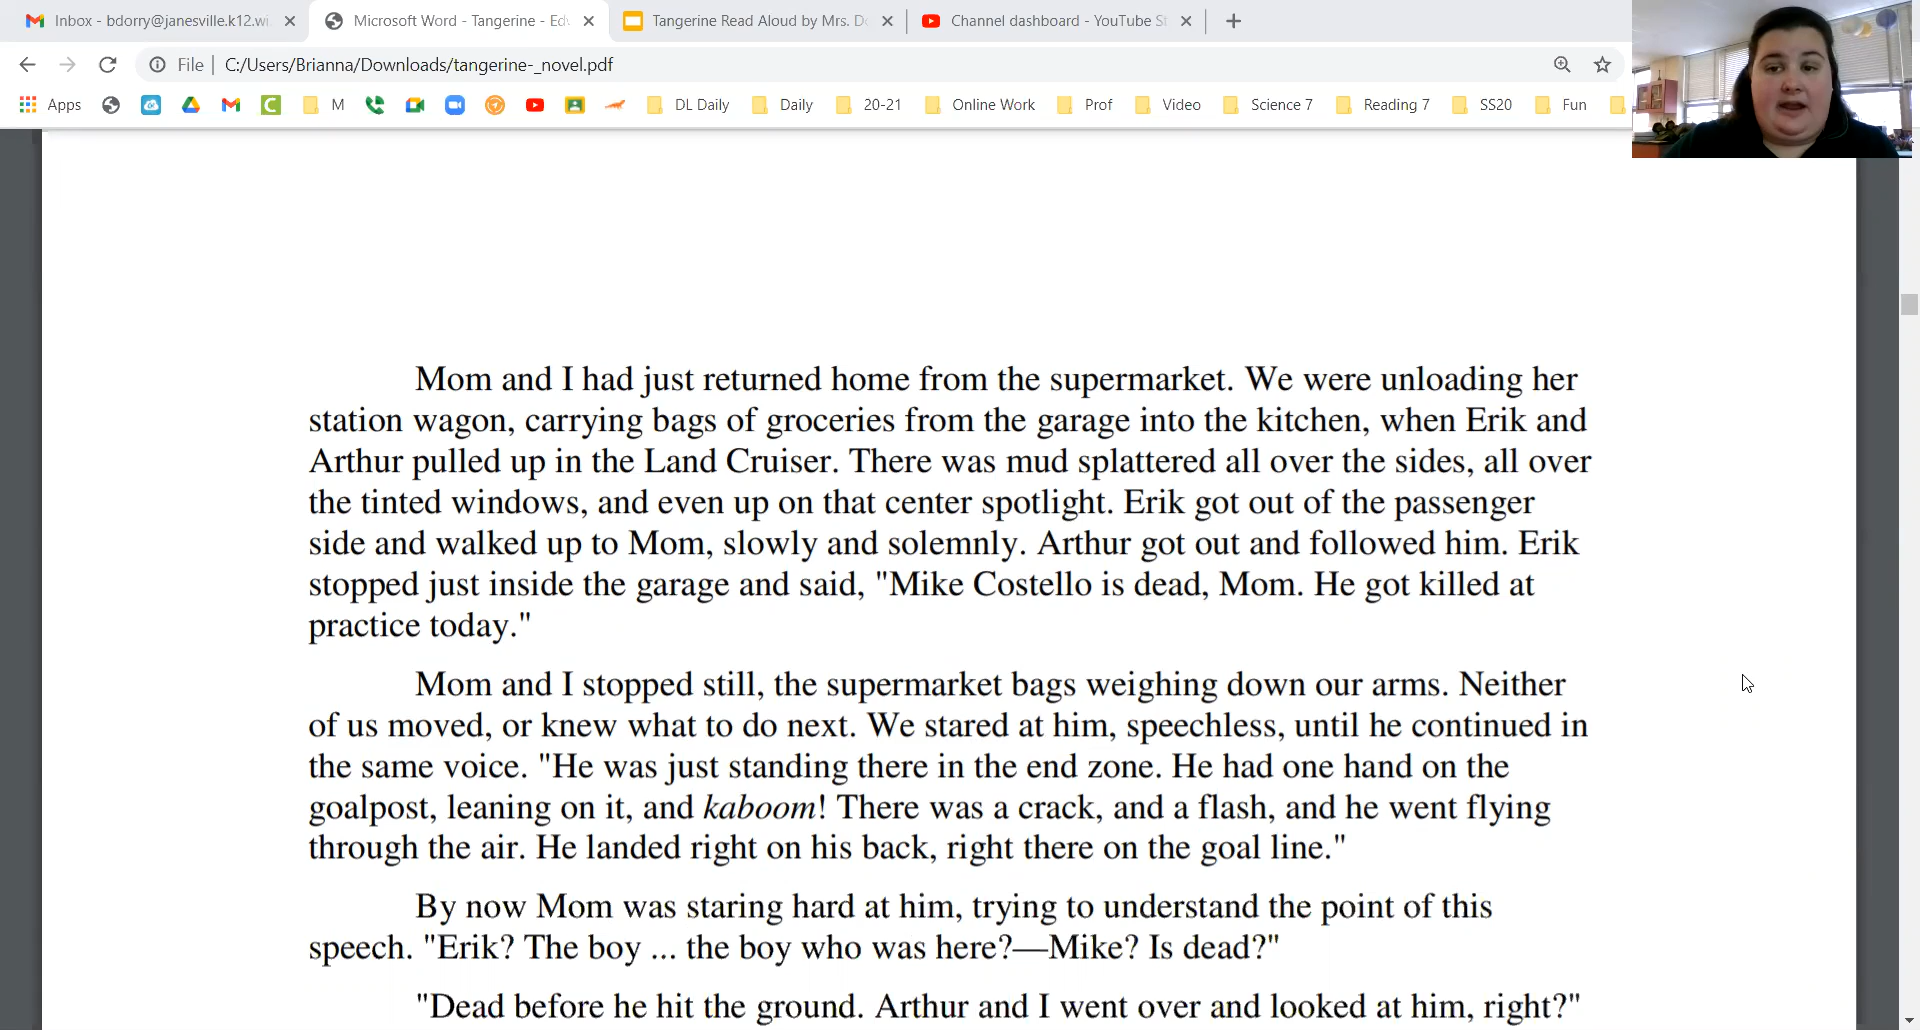 Inbox - bdorry@janesville.k12.wi
Microsoft Word - Tangerine - Ed
Tangerine Read Aloud by Mrs. D
Channel dashboard - YouTube St
File
C:/Users/Brianna/Downloads/tangerine-_novel.pdf
Apps
M
DL Daily
Daily
20-21
Online Work
Prof
Video
Science 7
Reading 7
SS20
Fun
Mom and I had just returned home from the supermarket. We were unloading her
station wagon, carrying bags of groceries from the garage into the kitchen, when Erik and
Arthur pulled up in the Land Cruiser. There was mud splattered all over the sides, all over
the tinted windows, and even up on that center spotlight. Erik got out of the passenger
side and walked up to Mom, slowly and solemnly. Arthur got out and followed him. Erik
stopped just inside the garage and said, "Mike Costello is dead, Mom. He got killed at
practice today."
Mom and I stopped still, the supermarket bags weighing down our arms. Neither
of us moved, or knew what to do next. We stared at him, speechless, until he continued in
the same voice. "He was just standing there in the end zone. He had one hand on the
goalpost, leaning on it, and kaboom! There was a crack, and a flash, and he went flying
through the air. He landed right on his back, right there on the goal line."
By now Mom was staring hard at him, trying to understand the point of this
speech. "Erik? The boy ... the boy who was here?—Mike? Is dead?"
"Dead before he hit the ground. Arthur and I went over and looked at him, right?"